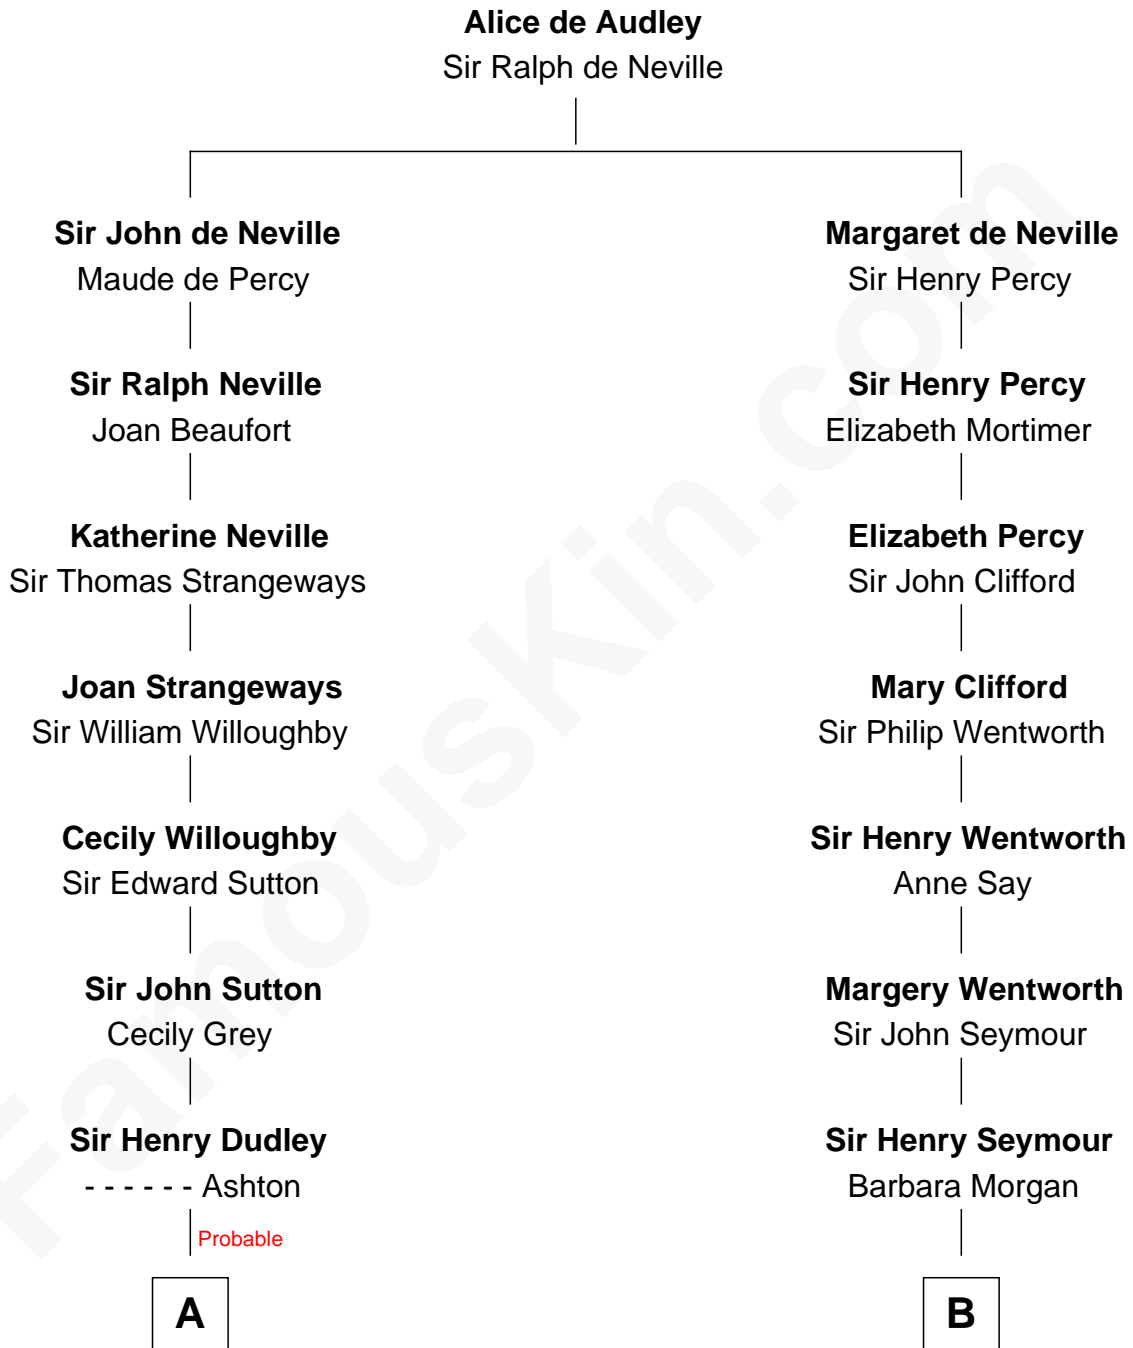 Alice de Audley
Sir Ralph de Neville
Sir John de Neville
Maude de Percy
Margaret de Neville
Sir Henry Percy
Sir Ralph Neville
Joan Beaufort
Sir Henry Percy
Elizabeth Mortimer
Katherine Neville
Sir Thomas Strangeways
Elizabeth Percy
Sir John Clifford
Joan Strangeways
Sir William Willoughby
Mary Clifford
Sir Philip Wentworth
Cecily Willoughby
Sir Edward Sutton
Sir Henry Wentworth
Anne Say
Sir John Sutton
Cecily Grey
Margery Wentworth
Sir John Seymour
Sir Henry Dudley
- - - - - - Ashton
Sir Henry Seymour
Barbara Morgan
Probable
A
B
FamousKin.com